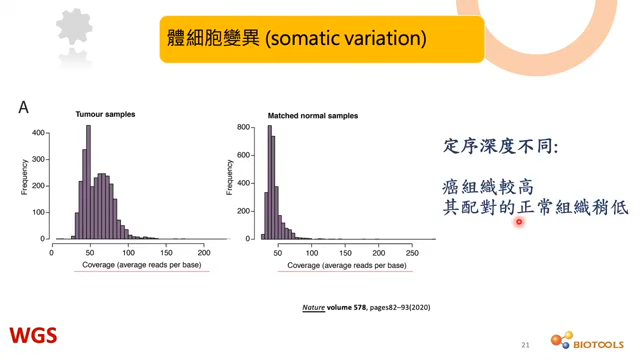 體細胞變異 (somatic variation)
A
Tumour samples
Frequency
400
300
200
100
0
0 50 100 150 200
Coverage (average reads per base)
Matched normal samples
Frequency
800
600
400
200
0
50 100 150 200 250
Coverage (average reads per base)
定序深度不同:
癌組織較高
其配對的正常組織稍低
Nature volume 578, pages82–93(2020)
WGS
21
BIOTOOLS